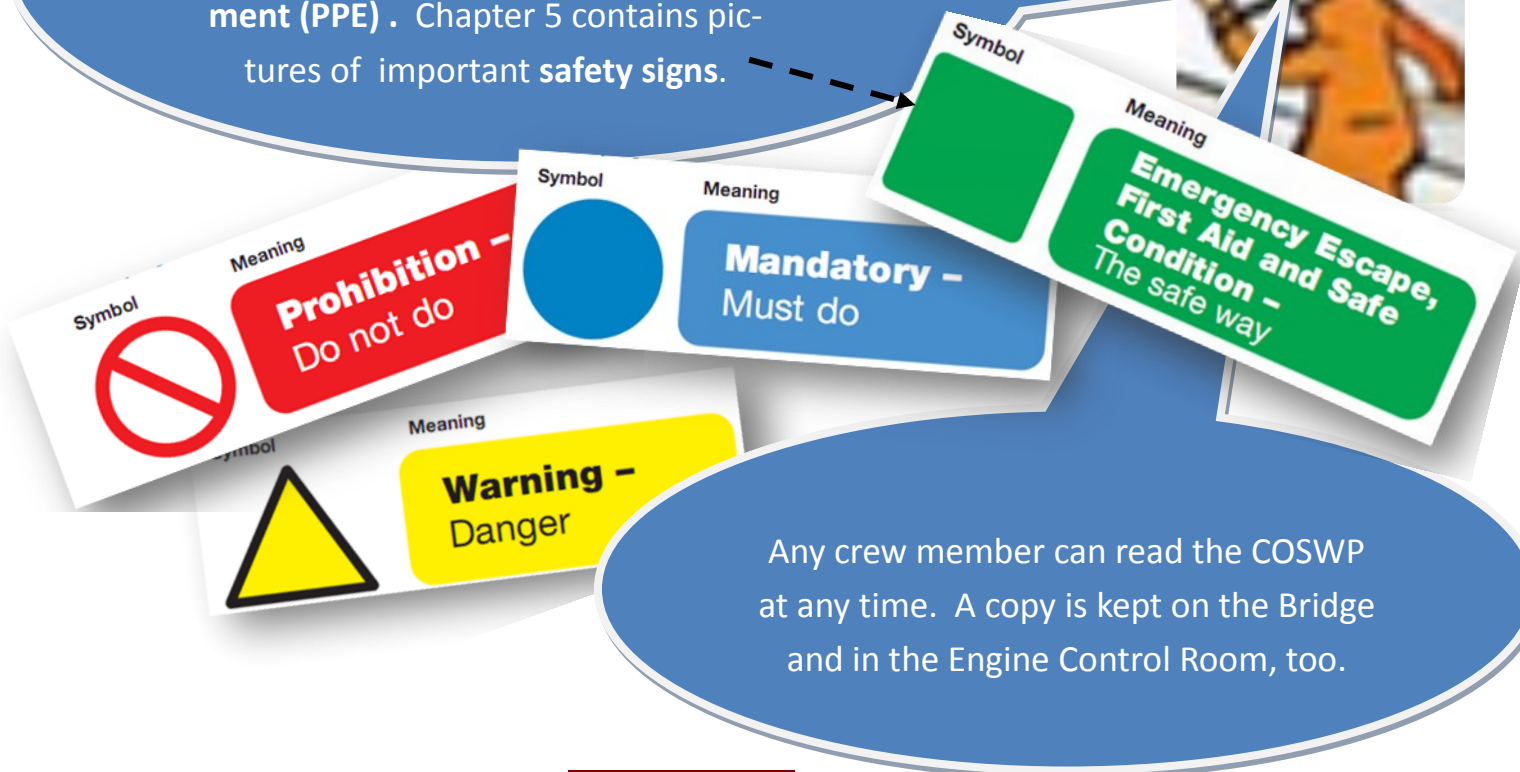 ment (PPE) .  Chapter 5 contains pic-
tures of  important safety signs.
Symbol
Meaning
Emergency Escape,
First Aid and Safe
Condition –
The safe way
Symbol
Meaning
Mandatory –
Must do
Symbol
Meaning
Prohibition –
Do not do
Symbol
Meaning
Warning –
Danger
Any crew member can read the COSWP
at any time.  A copy is kept on the Bridge
and in the Engine Control Room, too.